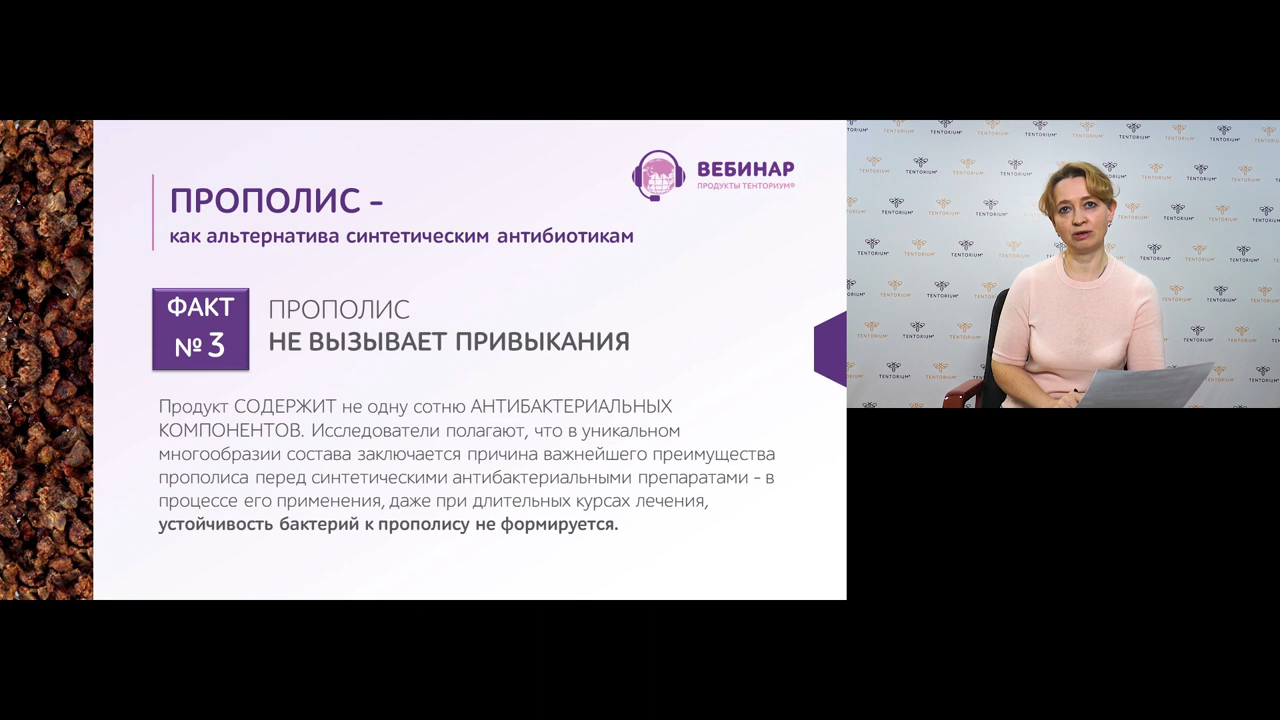 ВЕБИНАР
ПРОДУКТЫ ТЕНТОРИУМ®
ПРОПОЛИС –
как альтернатива синтетическим антибиотикам
ФАКТ
№ 3
ПРОПОЛИС
НЕ ВЫЗЫВАЕТ ПРИВЫКАНИЯ
Продукт СОДЕРЖИТ не одну сотню АНТИБАКТЕРИАЛЬНЫХ
КОМПОНЕНТОВ. Исследователи полагают, что в уникальном
многообразии состава заключается причина важнейшего преимущества
прополиса перед синтетическими антибактериальными препаратами – в
процессе его применения, даже при длительных курсах лечения,
устойчивость бактерий к прополису не формируется.
TENTORIUM®